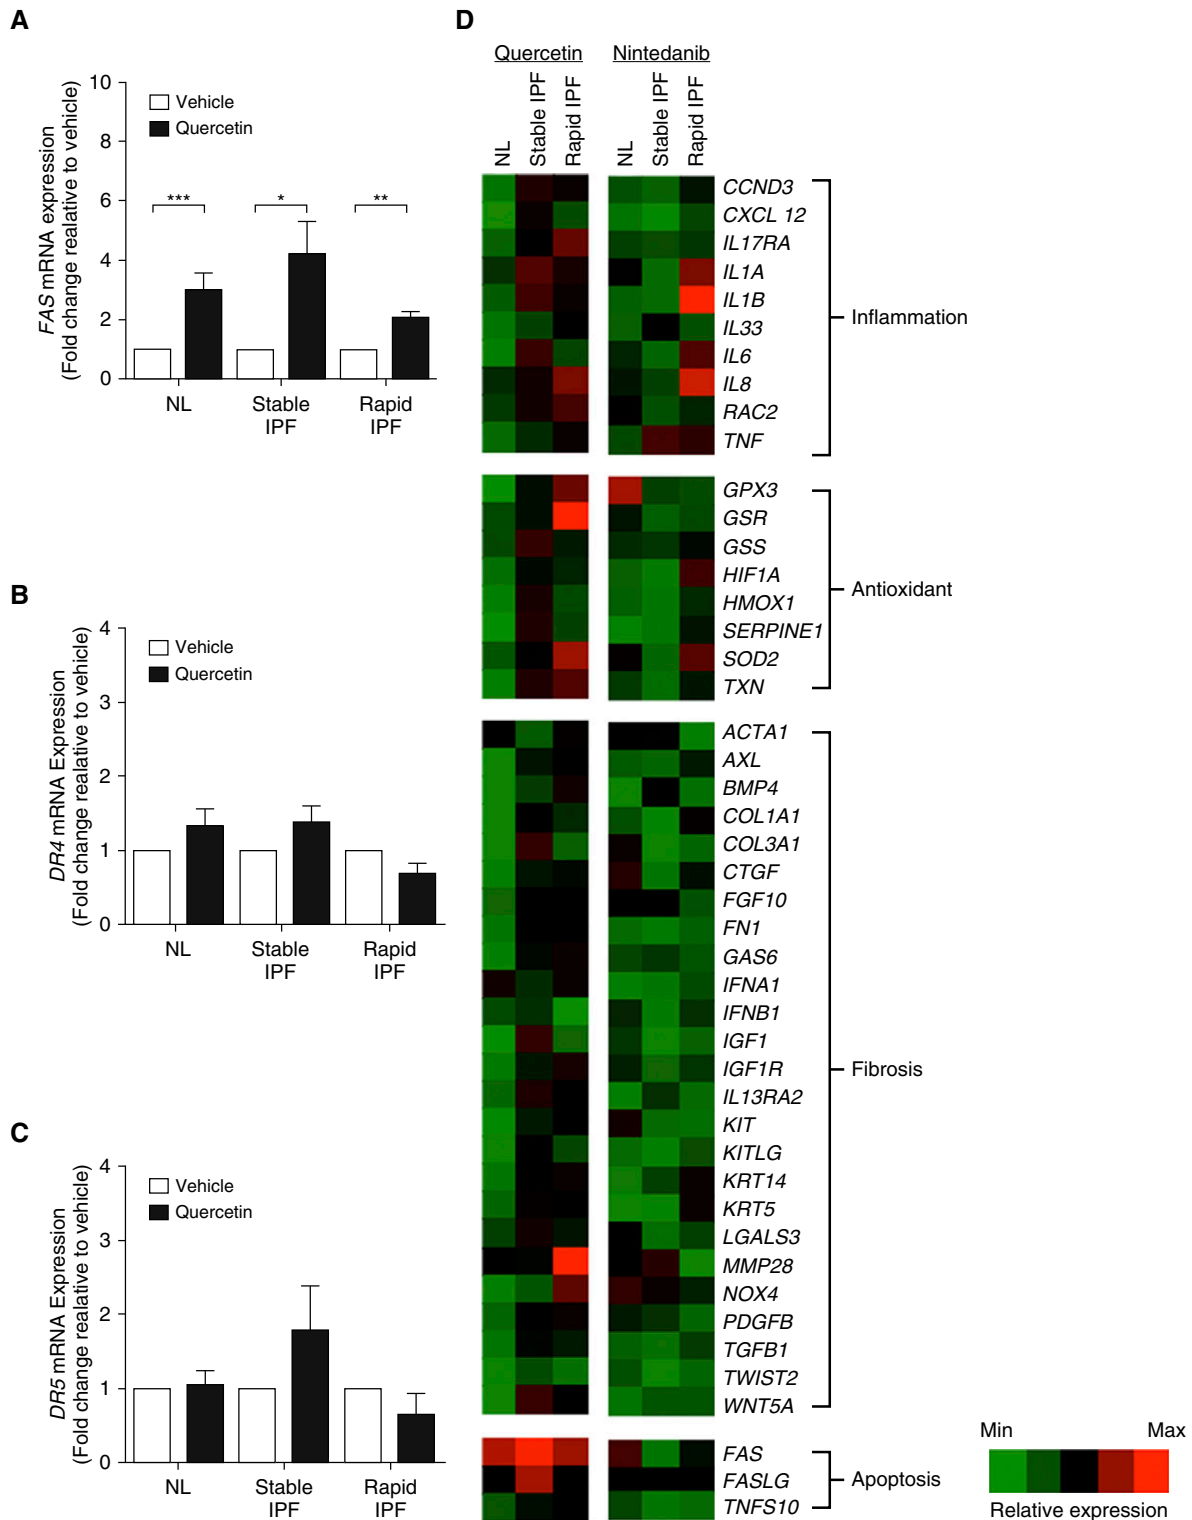 A
FAS mRNA expression
(Fold change realative to vehicle)
10
8
6
4
2
0
Vehicle
Quercetin
***
*
**
NL
Stable
IPF
Rapid
IPF
B
DR4 mRNA Expression
(Fold change realative to vehicle)
4
3
2
1
0
Vehicle
Quercetin
NL
Stable
IPF
Rapid
IPF
C
DR5 mRNA Expression
(Fold change realative to vehicle)
4
3
2
1
0
Vehicle
Quercetin
NL
Stable
IPF
Rapid
IPF
D
Quercetin
Nintedanib
NL
Stable IPF
Rapid IPF
NL
Stable IPF
Rapid IPF
CCND3
CXCL 12
IL17RA
IL1A
IL1B
IL33
IL6
IL8
RAC2
TNF
Inflammation
GPX3
GSR
GSS
HIF1A
HMOX1
SERPINE1
SOD2
TXN
Antioxidant
ACTA1
AXL
BMP4
COL1A1
COL3A1
CTGF
FGF10
FN1
GAS6
IFNA1
IFNB1
IGF1
IGF1R
IL13RA2
KIT
KITLG
KRT14
KRT5
LGALS3
MMP28
NOX4
PDGFB
TGFB1
TWIST2
WNT5A
Fibrosis
FAS
FASLG
TNFS10
Apoptosis
Min
Max
Relative expression